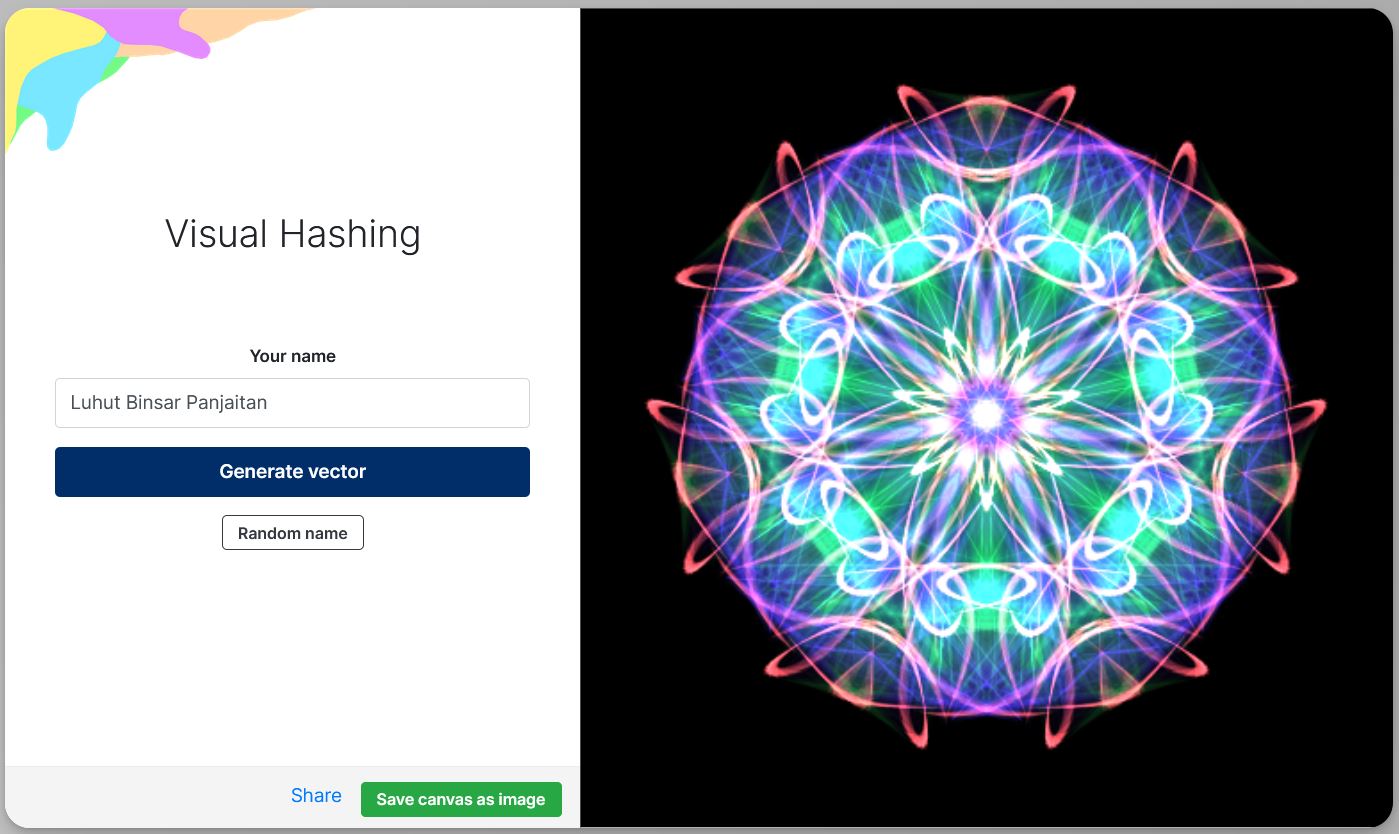 Visual Hashing
Your name
Luhut Binsar Panjaitan
Generate vector
Random name
Share
Save canvas as image